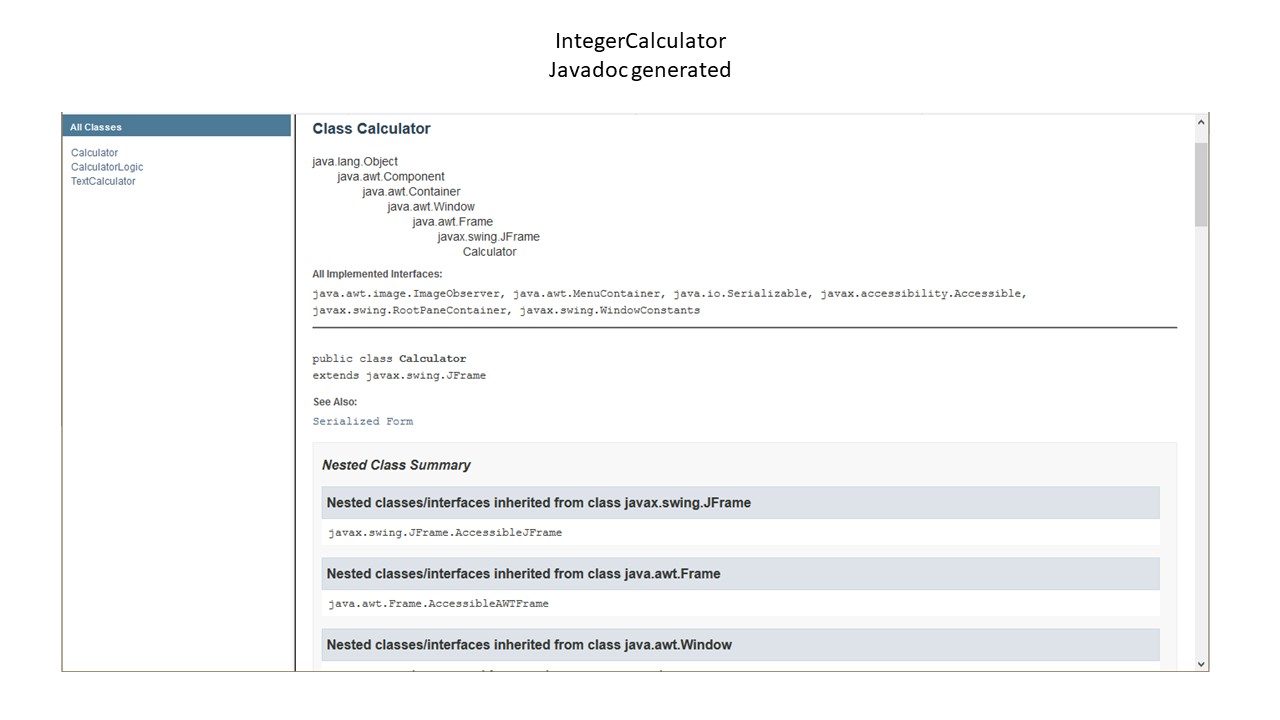 IntegerCalculator
Javadoc generated
All Classes
Calculator
CalculatorLogic
TextCalculator
Class Calculator
java.lang.Object
java.awt.Component
java.awt.Container
java.awt.Window
java.awt.Frame
javax.swing.JFrame
Calculator
All Implemented Interfaces:
java.awt.image.ImageObserver, java.awt.MenuContainer, java.io.Serializable, javax.accessibility.Accessible,
javax.swing.RootPaneContainer, javax.swing.WindowConstants
public class Calculator
extends javax.swing.JFrame
See Also:
Serialized Form
Nested Class Summary
Nested classes/interfaces inherited from class javax.swing.JFrame
javax.swing.JFrame.AccessibleJFrame
Nested classes/interfaces inherited from class java.awt.Frame
java.awt.Frame.AccessibleAWTFrame
Nested classes/interfaces inherited from class java.awt.Window